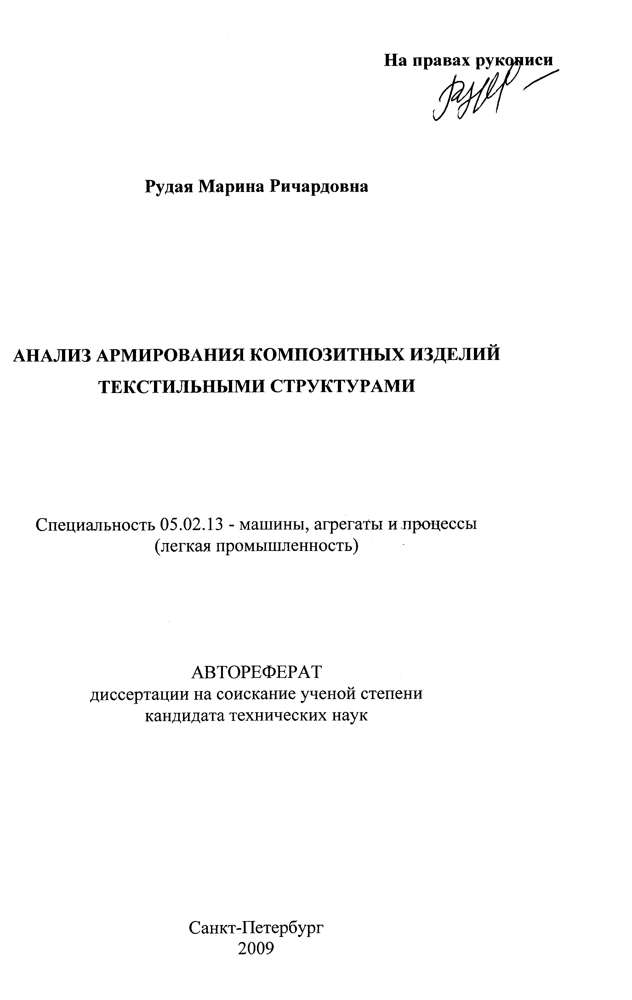 На правах рукописи
Рудая Марина Ричардовна
АНАЛИЗ АРМИРОВАНИЯ КОМПОЗИТНЫХ ИЗДЕЛИЙ
ТЕКСТИЛЬНЫМИ СТРУКТУРАМИ
Специальность 05.02.13 - машины, агрегаты и процессы
(легкая промышленность)
АВТОРЕФЕРАТ
диссертации на соискание ученой степени
кандидата технических наук
Санкт-Петербург
2009